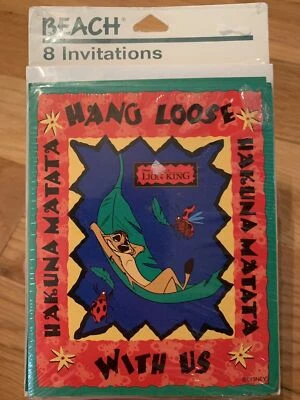 BEACH®
8 Invitations
HANG LOOSE
HAKUNA MATATA
THE
LION KING
HAKUNA MATATA
WITH US
© DISNEY